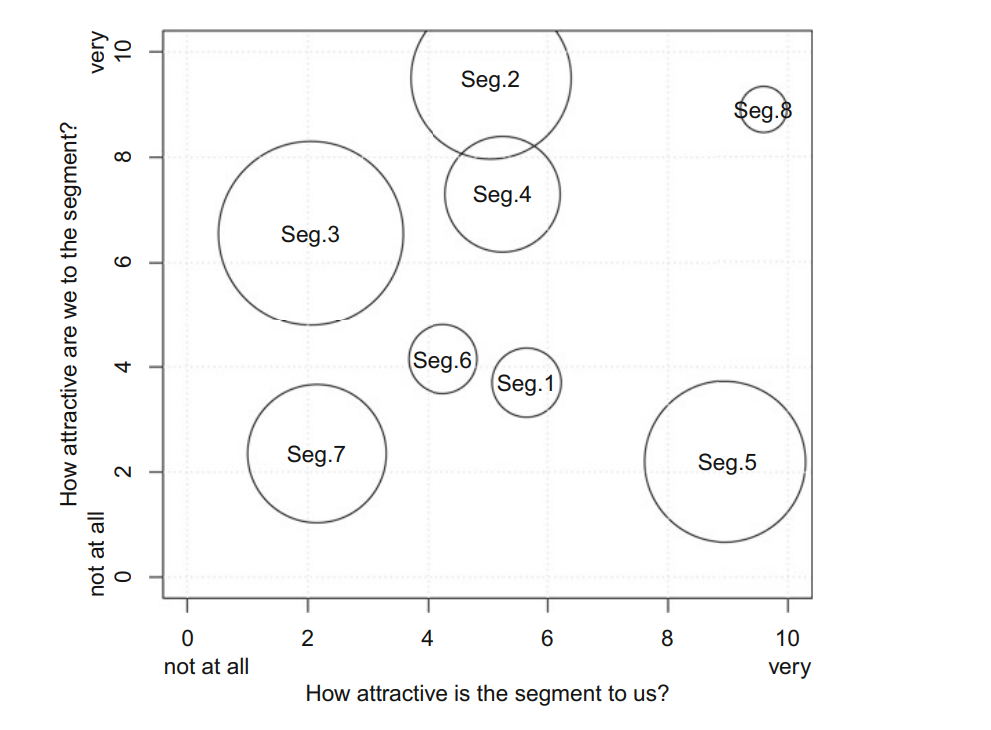 How attractive are we to the segment?
very
not at all
10
8
6
4
2
0
Seg.2
Seg.8
Seg.4
Seg.3
Seg.6
Seg.1
Seg.7
Seg.5
0 2 4 6 8 10
not at all very
How attractive is the segment to us?